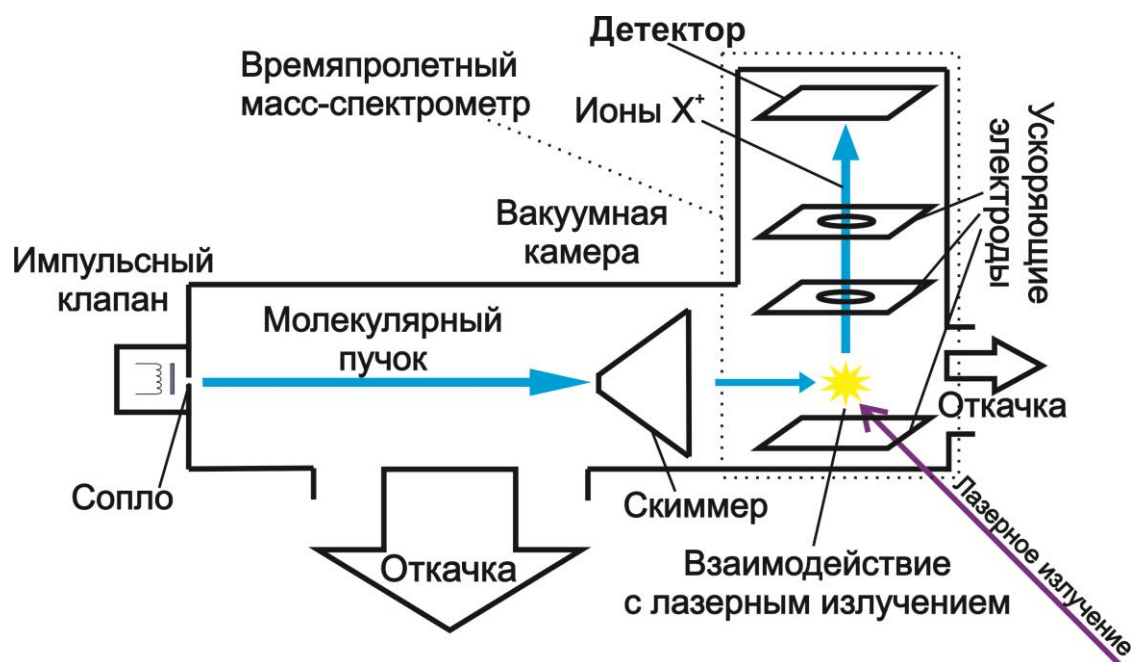 Детектор
Времяпролетный
масс-спектрометр
Ионы X⁺
Ускоряющие
электроды
Вакуумная
камера
Импульсный
клапан
Молекулярный
пучок
Откачка
Сопло
Скиммер
Откачка
Взаимодействие
с лазерным излучением
Лазерное излучение